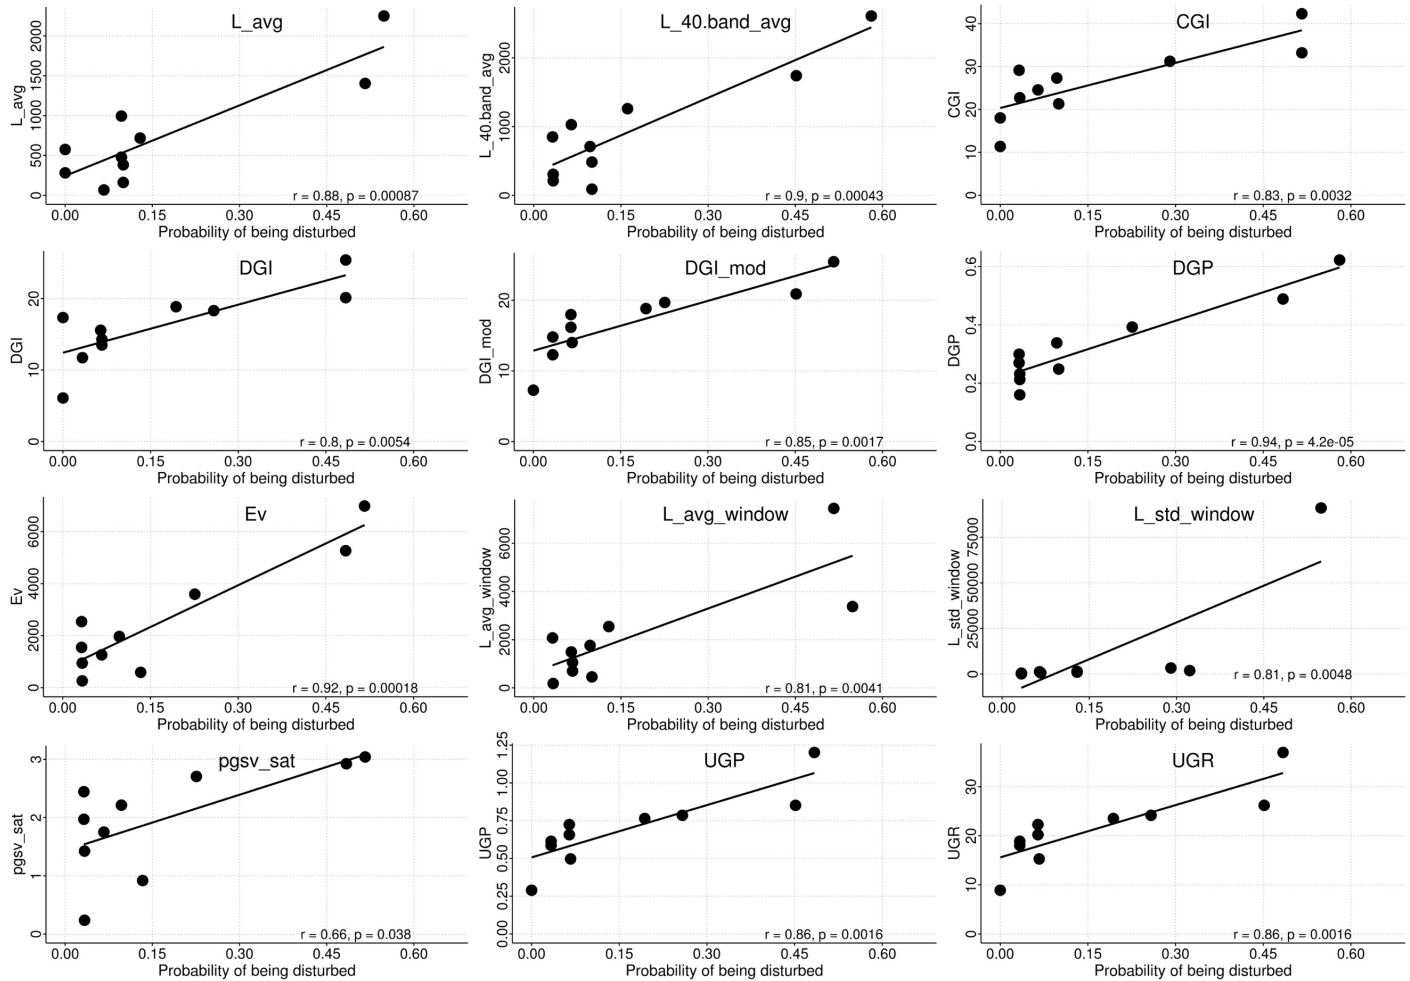 L_avg
L_avg
0
500
1000
1500
2000
r = 0.88, p = 0.00087
0.00 0.15 0.30 0.45 0.60
Probability of being disturbed
L_40.band_avg
L_40.band_avg
0
1000
2000
r = 0.9, p = 0.00043
0.00 0.15 0.30 0.45 0.60
Probability of being disturbed
CGI
CGI
0
10
20
30
40
r = 0.83, p = 0.0032
0.00 0.15 0.30 0.45 0.60
Probability of being disturbed
DGI
DGI
0
10
20
r = 0.8, p = 0.0054
0.00 0.15 0.30 0.45 0.60
Probability of being disturbed
DGI_mod
DGI_mod
0
10
20
r = 0.85, p = 0.0017
0.00 0.15 0.30 0.45 0.60
Probability of being disturbed
DGP
DGP
0.0
0.2
0.4
0.6
r = 0.94, p = 4.2e-05
0.00 0.15 0.30 0.45 0.60
Probability of being disturbed
Ev
Ev
0
2000
4000
6000
r = 0.92, p = 0.00018
0.00 0.15 0.30 0.45 0.60
Probability of being disturbed
L_avg_window
L_avg_window
0
2000
4000
6000
r = 0.81, p = 0.0041
0.00 0.15 0.30 0.45 0.60
Probability of being disturbed
L_std_window
L_std_window
0
25000
50000
75000
r = 0.81, p = 0.0048
0.00 0.15 0.30 0.45 0.60
Probability of being disturbed
pgsv_sat
pgsv_sat
0
1
2
3
r = 0.66, p = 0.038
0.00 0.15 0.30 0.45 0.60
Probability of being disturbed
UGP
UGP
0.00
0.25
0.50
0.75
1.00
1.25
r = 0.86, p = 0.0016
0.00 0.15 0.30 0.45 0.60
Probability of being disturbed
UGR
UGR
0
10
20
30
r = 0.86, p = 0.0016
0.00 0.15 0.30 0.45 0.60
Probability of being disturbed